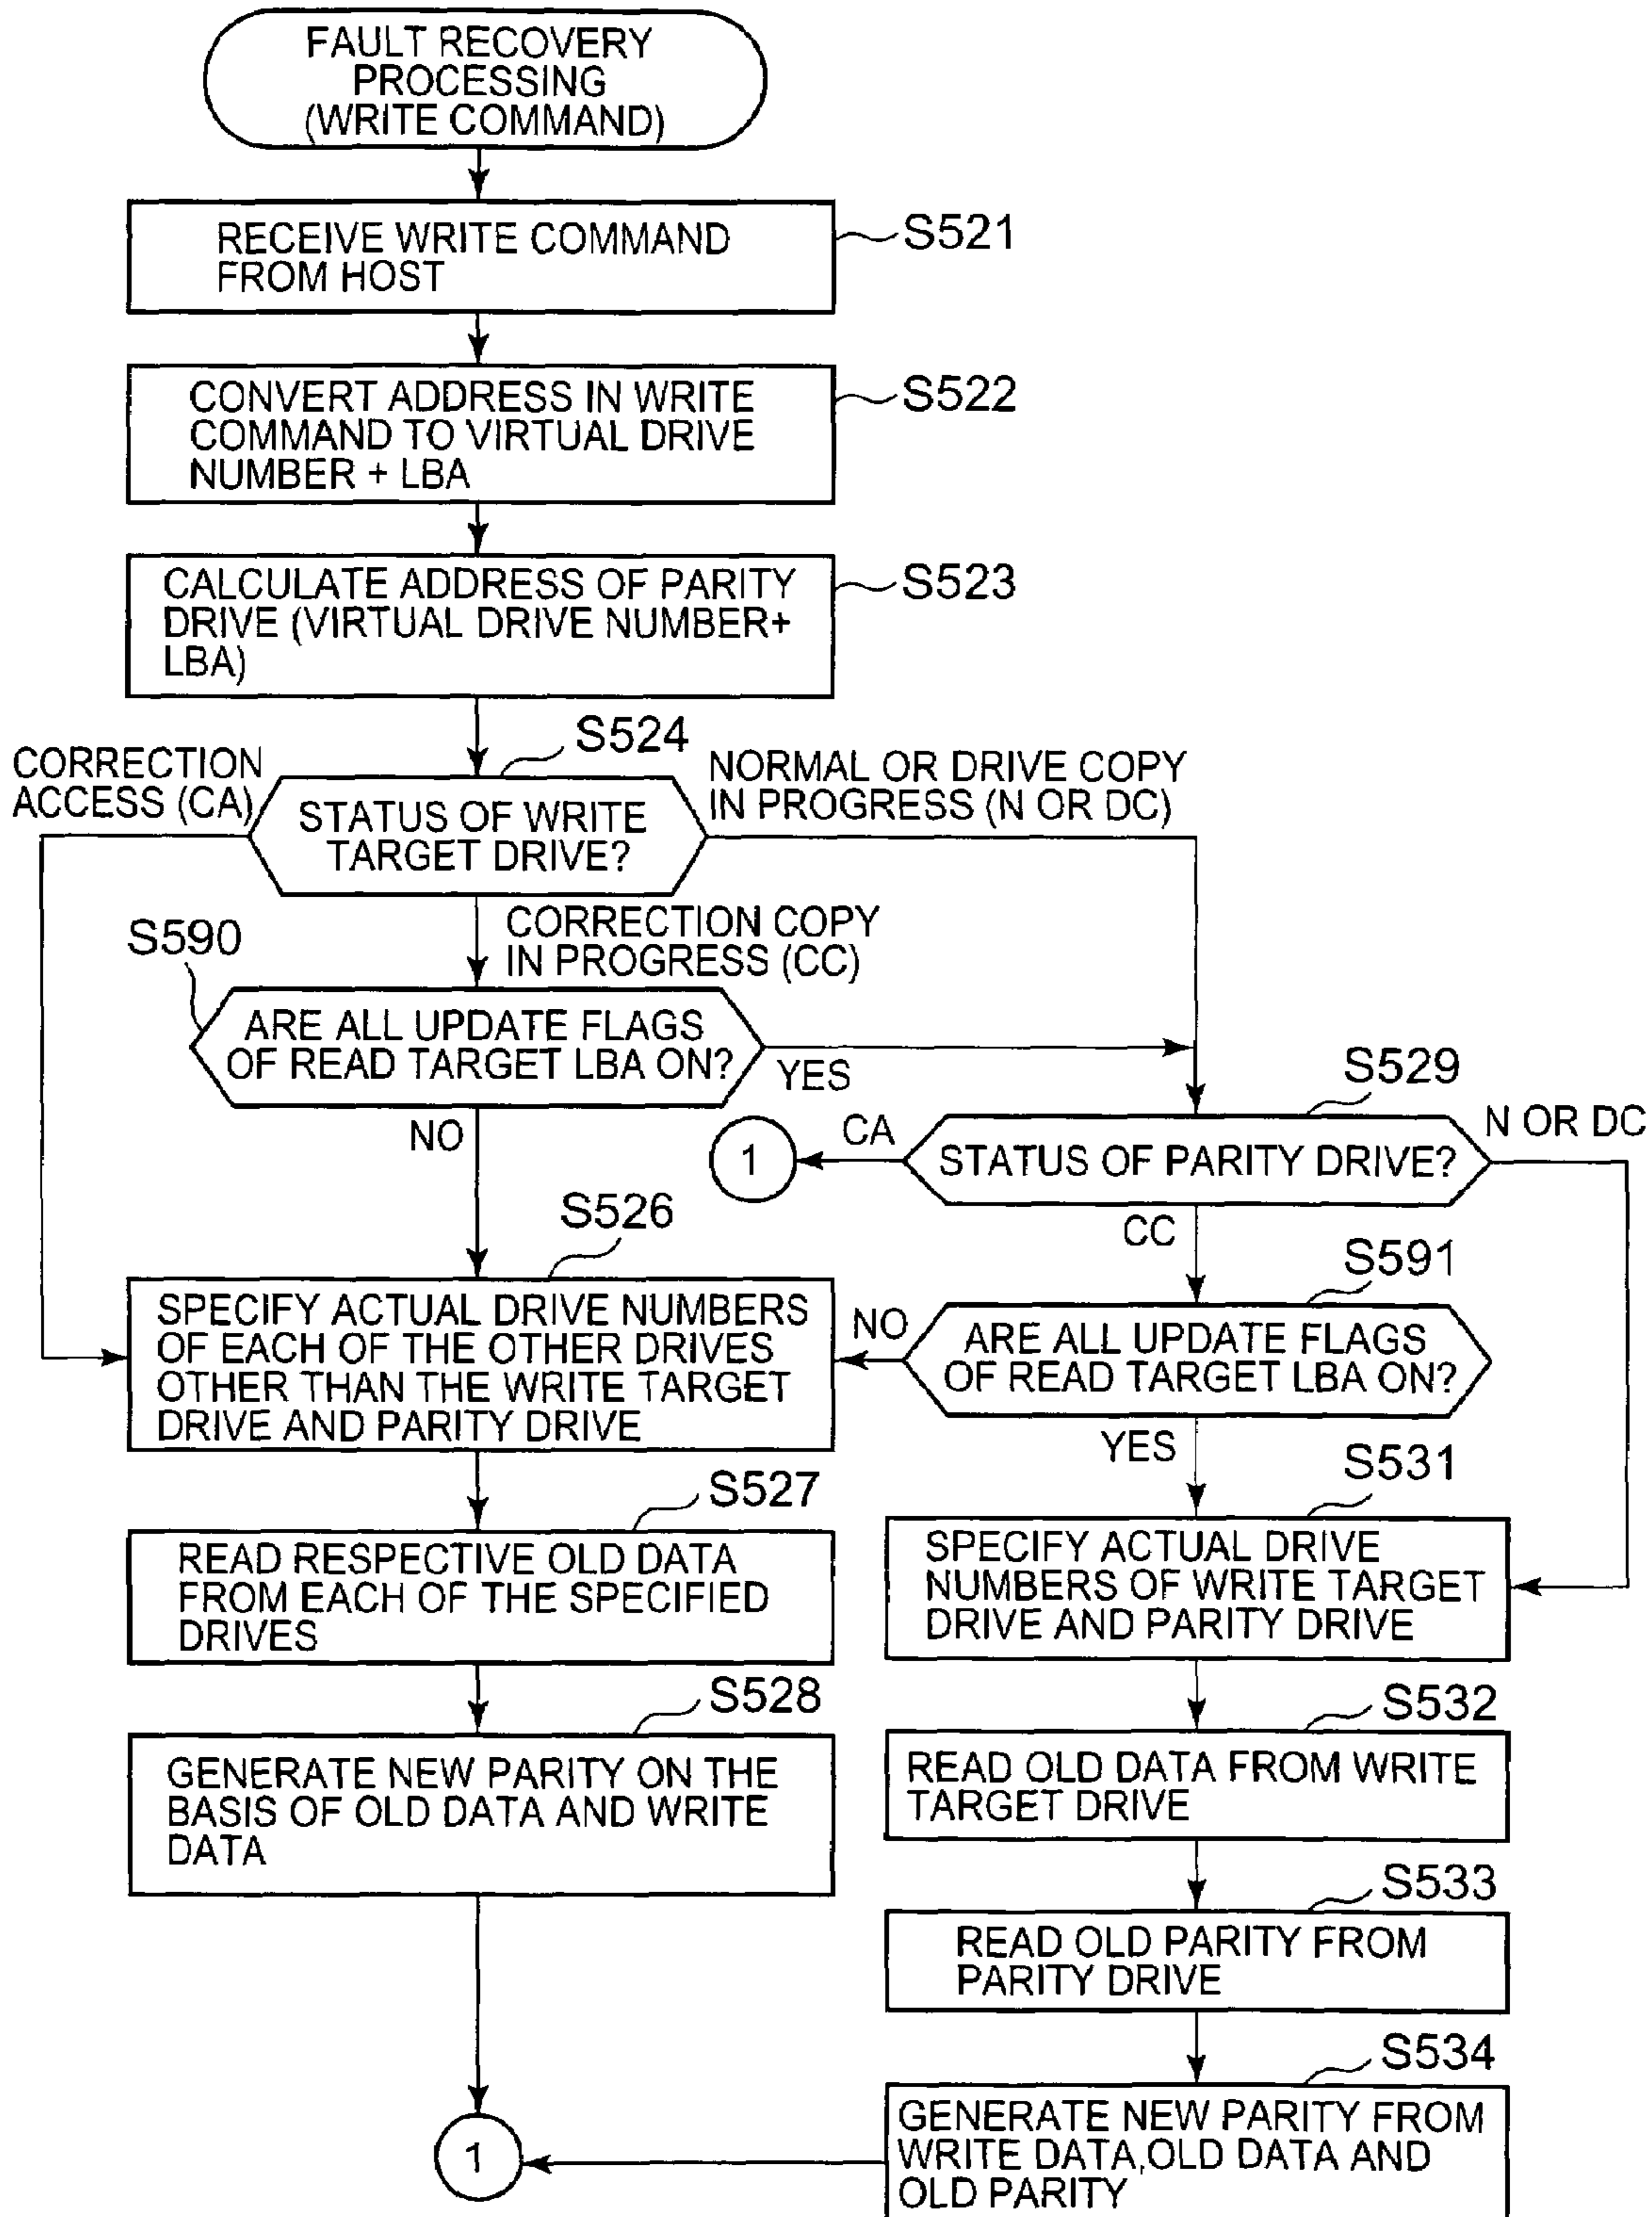 FAULT RECOVERY
PROCESSING
(WRITE COMMAND)
RECEIVE WRITE COMMAND
FROM HOST
S521
CONVERT ADDRESS IN WRITE
COMMAND TO VIRTUAL DRIVE
NUMBER + LBA
S522
CALCULATE ADDRESS OF PARITY
DRIVE (VIRTUAL DRIVE NUMBER+
LBA)
S523
S524
CORRECTION
ACCESS (CA)
STATUS OF WRITE
TARGET DRIVE?
NORMAL OR DRIVE COPY
IN PROGRESS (N OR DC)
CORRECTION COPY
IN PROGRESS (CC)
S590
ARE ALL UPDATE FLAGS
OF READ TARGET LBA ON?
YES
NO
S529
1
CA
STATUS OF PARITY DRIVE?
N OR DC
CC
S526
SPECIFY ACTUAL DRIVE NUMBERS
OF EACH OF THE OTHER DRIVES
OTHER THAN THE WRITE TARGET
DRIVE AND PARITY DRIVE
S591
NO
ARE ALL UPDATE FLAGS
OF READ TARGET LBA ON?
YES
S527
READ RESPECTIVE OLD DATA
FROM EACH OF THE SPECIFIED
DRIVES
S531
SPECIFY ACTUAL DRIVE
NUMBERS OF WRITE TARGET
DRIVE AND PARITY DRIVE
S528
GENERATE NEW PARITY ON THE
BASIS OF OLD DATA AND WRITE
DATA
S532
READ OLD DATA FROM WRITE
TARGET DRIVE
S533
READ OLD PARITY FROM
PARITY DRIVE
S534
GENERATE NEW PARITY FROM
WRITE DATA,OLD DATA AND
OLD PARITY
1